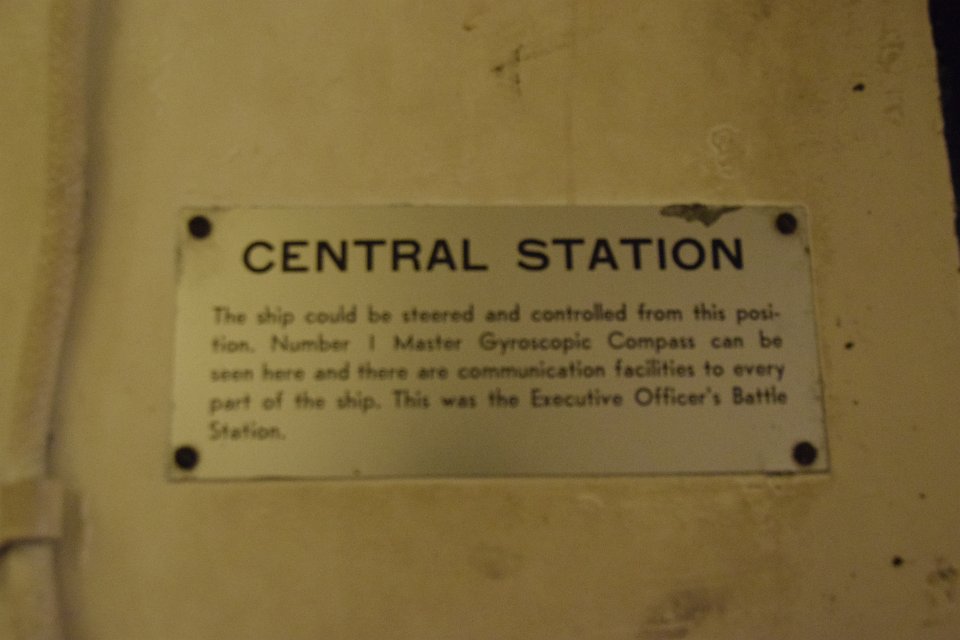 CENTRAL STATION
The ship could be steered and controlled from this posi-
tion. Number 1 Master Gyroscopic Compass can be
seen here and there are communication facilities to every
part of the ship. This was the Executive Officer's Battle
Station.